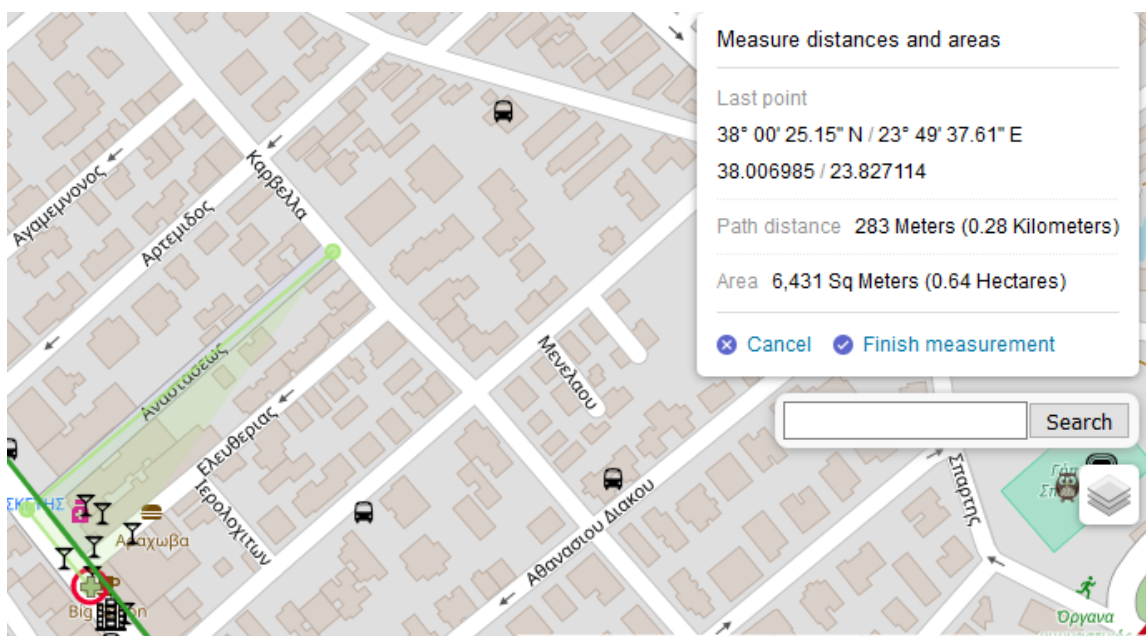 Measure distances and areas
Last point
38° 00' 25.15" N / 23° 49' 37.61" E
38.006985 / 23.827114
Path distance 283 Meters (0.28 Kilometers)
Area 6,431 Sq Meters (0.64 Hectares)
Cancel Finish measurement
Search
Καρβελλα
Αγαμεμνονος
Αρτεμιδος
Μενελαου
Αναστασεως
Ελευθεριας
Ιερολοχιτων
Αθανασιου Διακου
Σπαρτης
Όργανα